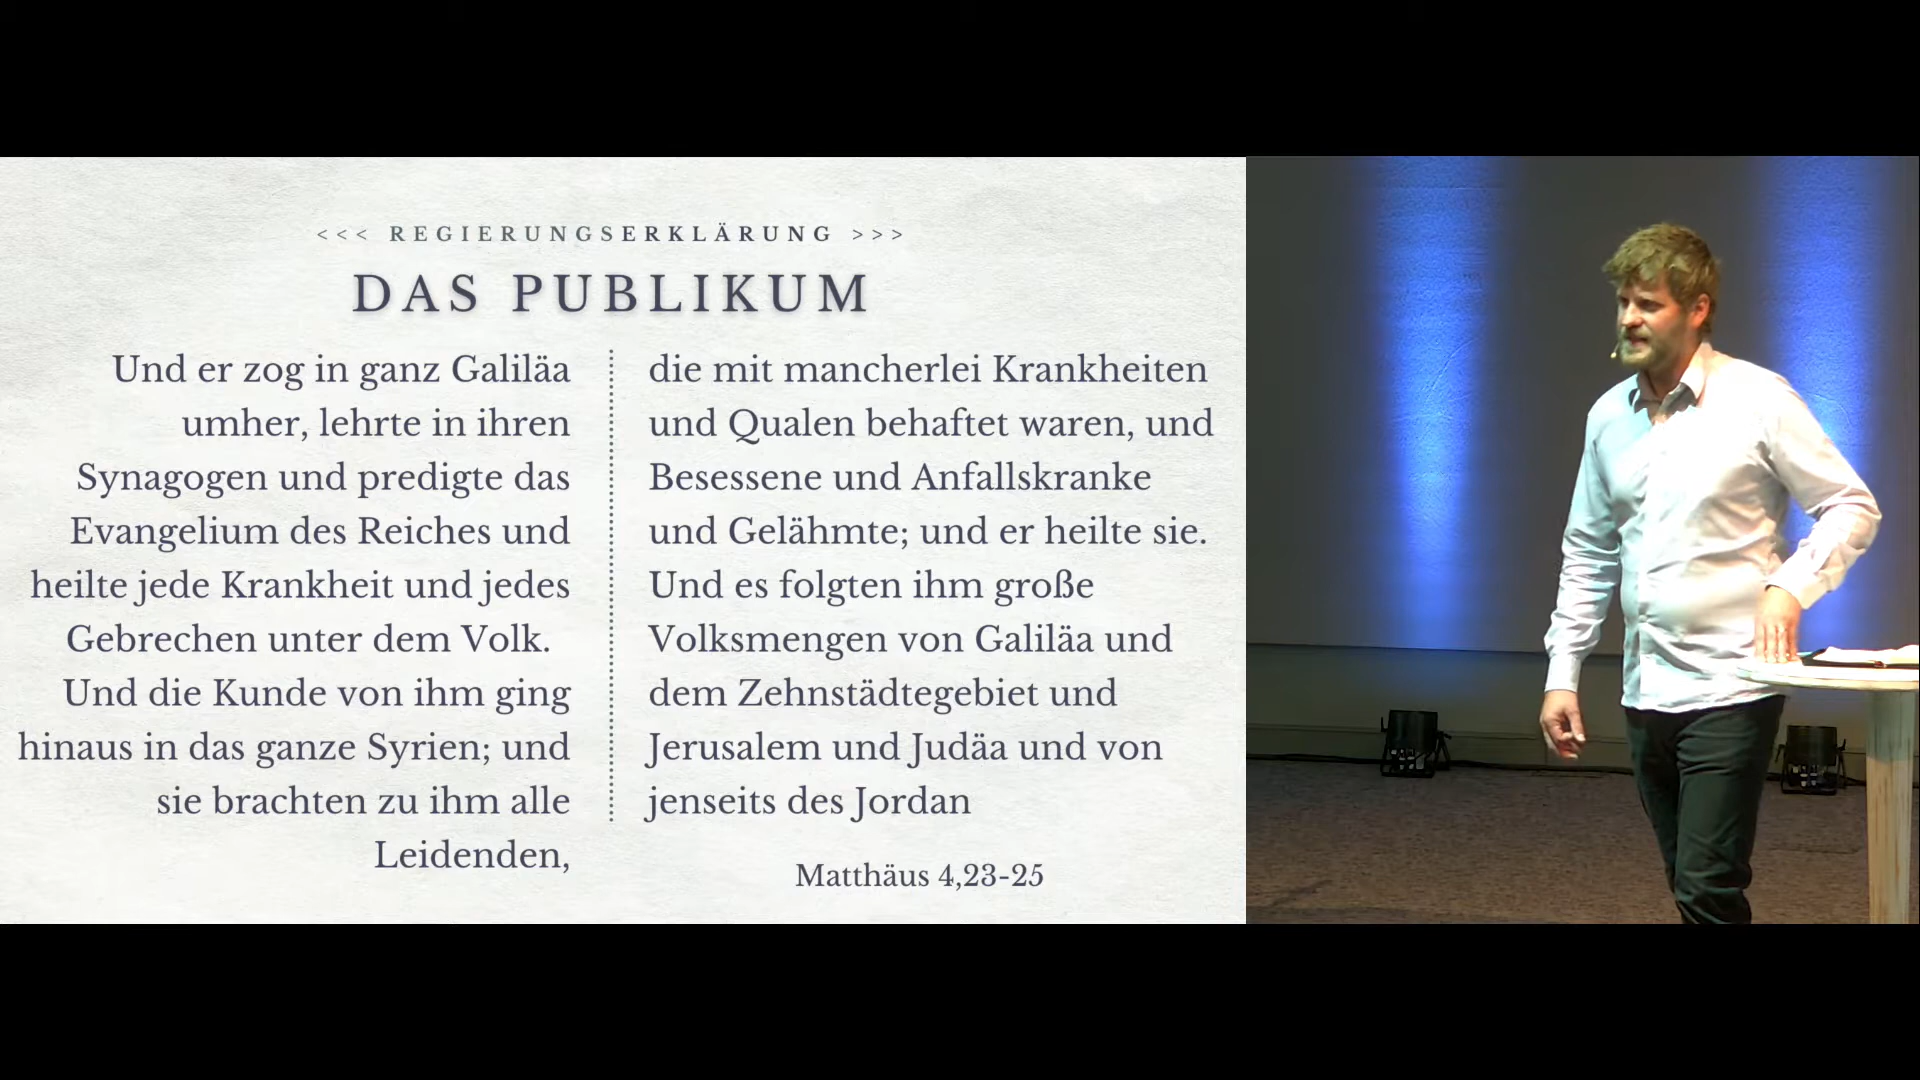 <<< REGIERUNGSERKLÄRUNG >>>
DAS PUBLIKUM
Und er zog in ganz Galiläa
umher, lehrte in ihren
Synagogen und predigte das
Evangelium des Reiches und
heilte jede Krankheit und jedes
Gebrechen unter dem Volk.
Und die Kunde von ihm ging
hinaus in das ganze Syrien; und
sie brachten zu ihm alle
Leidenden,
die mit mancherlei Krankheiten
und Qualen behaftet waren, und
Besessene und Anfallskranke
und Gelähmte; und er heilte sie.
Und es folgten ihm große
Volksmengen von Galiläa und
dem Zehnstädtegebiet und
Jerusalem und Judäa und von
jenseits des Jordan
Matthäus 4,23-25